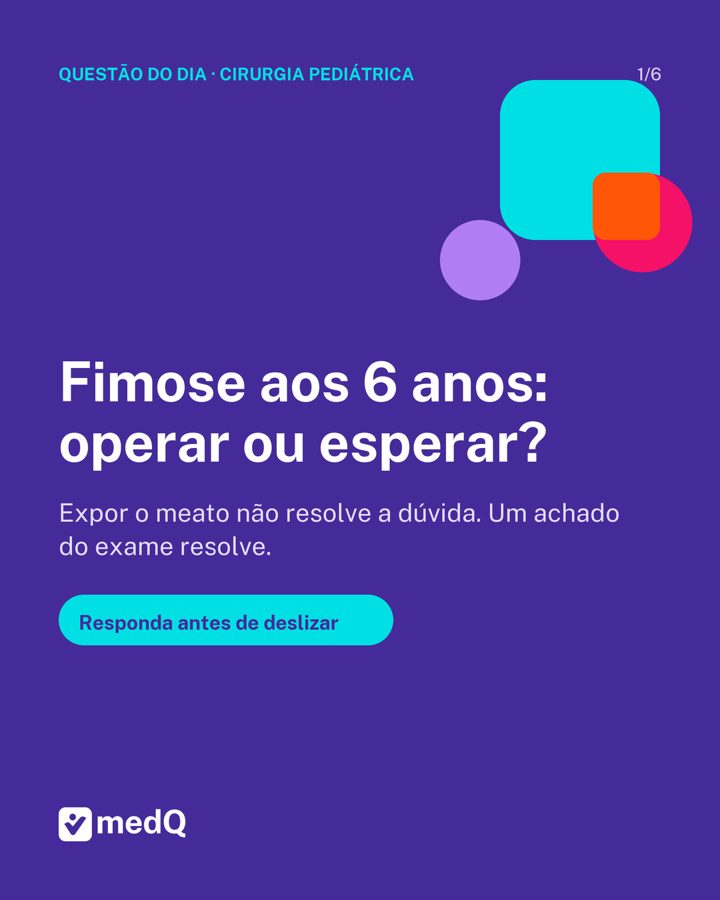 QUESTÃO DO DIA · CIRURGIA PEDIÁTRICA
1/6
Fimose aos 6 anos:
operar ou esperar?
Expor o meato não resolve a dúvida. Um achado
do exame resolve.
Responda antes de deslizar
medQ